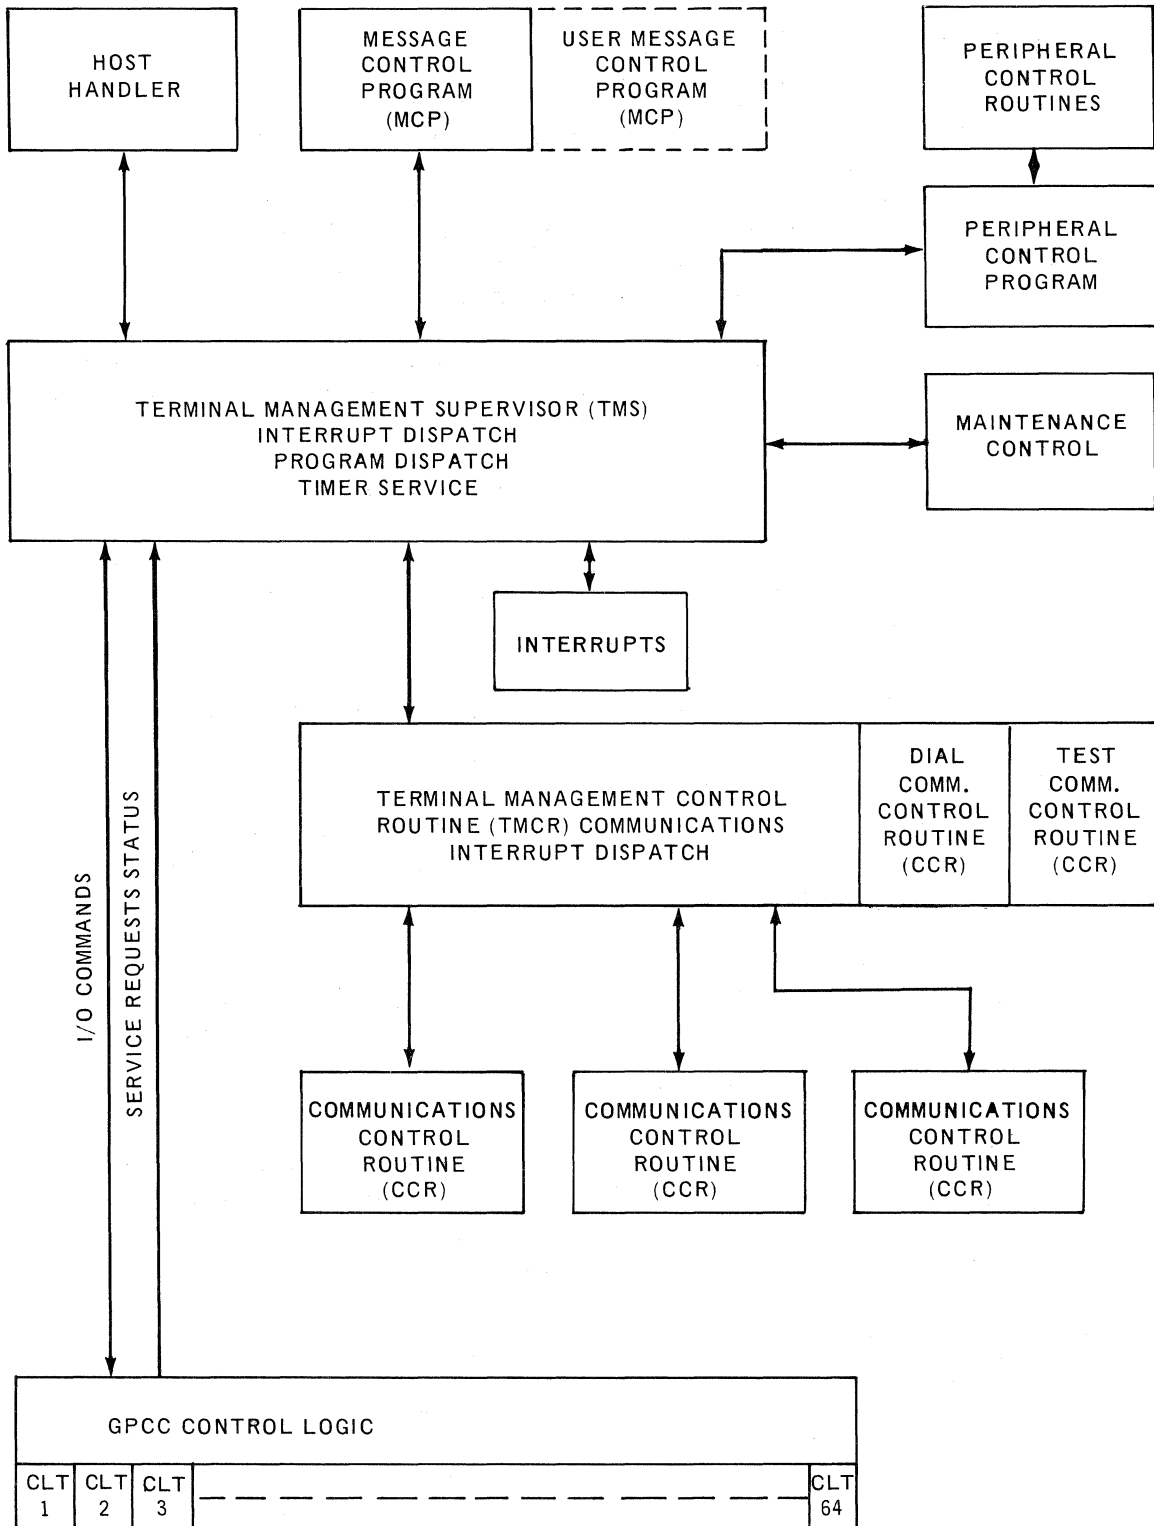 HOST
HANDLER
MESSAGE
CONTROL
PROGRAM
(MCP)
USER MESSAGE
CONTROL
PROGRAM
(MCP)
PERIPHERAL
CONTROL
ROUTINES
PERIPHERAL
CONTROL
PROGRAM
TERMINAL MANAGEMENT SUPERVISOR (TMS)
INTERRUPT DISPATCH
PROGRAM DISPATCH
TIMER SERVICE
MAINTENANCE
CONTROL
INTERRUPTS
TERMINAL MANAGEMENT CONTROL
ROUTINE (TMCR) COMMUNICATIONS
INTERRUPT DISPATCH
DIAL
COMM.
CONTROL
ROUTINE
(CCR)
TEST
COMM.
CONTROL
ROUTINE
(CCR)
I/O COMMANDS
SERVICE REQUESTS STATUS
COMMUNICATIONS
CONTROL
ROUTINE
(CCR)
COMMUNICATIONS
CONTROL
ROUTINE
(CCR)
COMMUNICATIONS
CONTROL
ROUTINE
(CCR)
GPCC CONTROL LOGIC
CLT
1
CLT
2
CLT
3
CLT
64